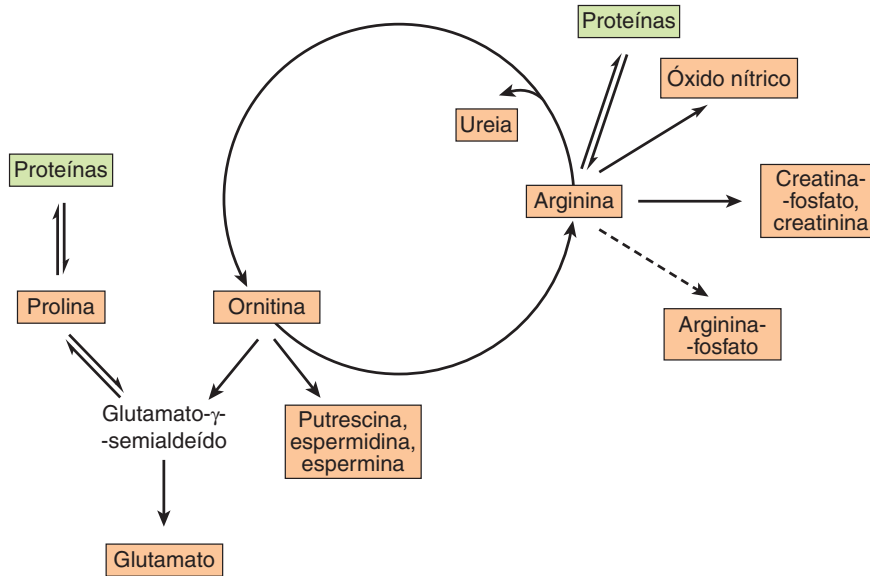 Proteínas
Óxido nítrico
Ureia
Proteínas
Creatina-
-fosfato,
creatinina
Arginina
Prolina
Ornitina
Arginina-
-fosfato
Glutamato-γ-
-semialdeído
Putrescina,
espermidina,
espermina
Glutamato